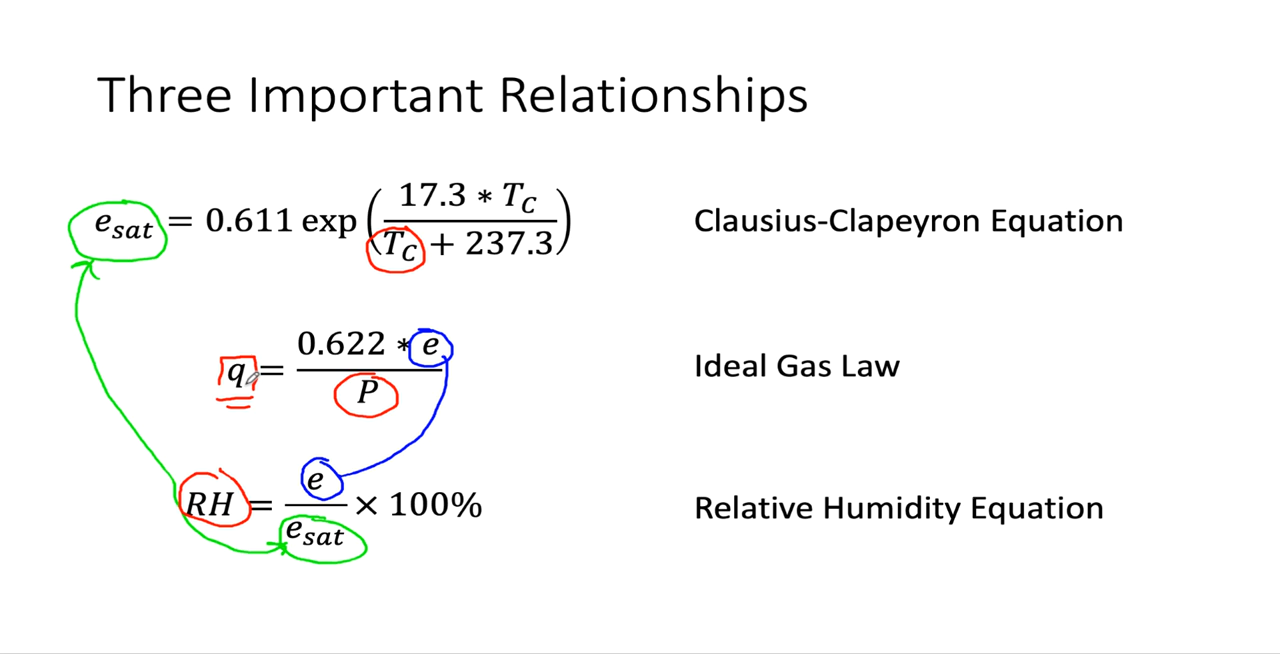 Three Important Relationships
e_sat = 0.611 exp((17.3 * T_C)/(T_C + 237.3)) Clausius-Clapeyron Equation
q = (0.622 * e)/P Ideal Gas Law
RH = e/e_sat × 100% Relative Humidity Equation